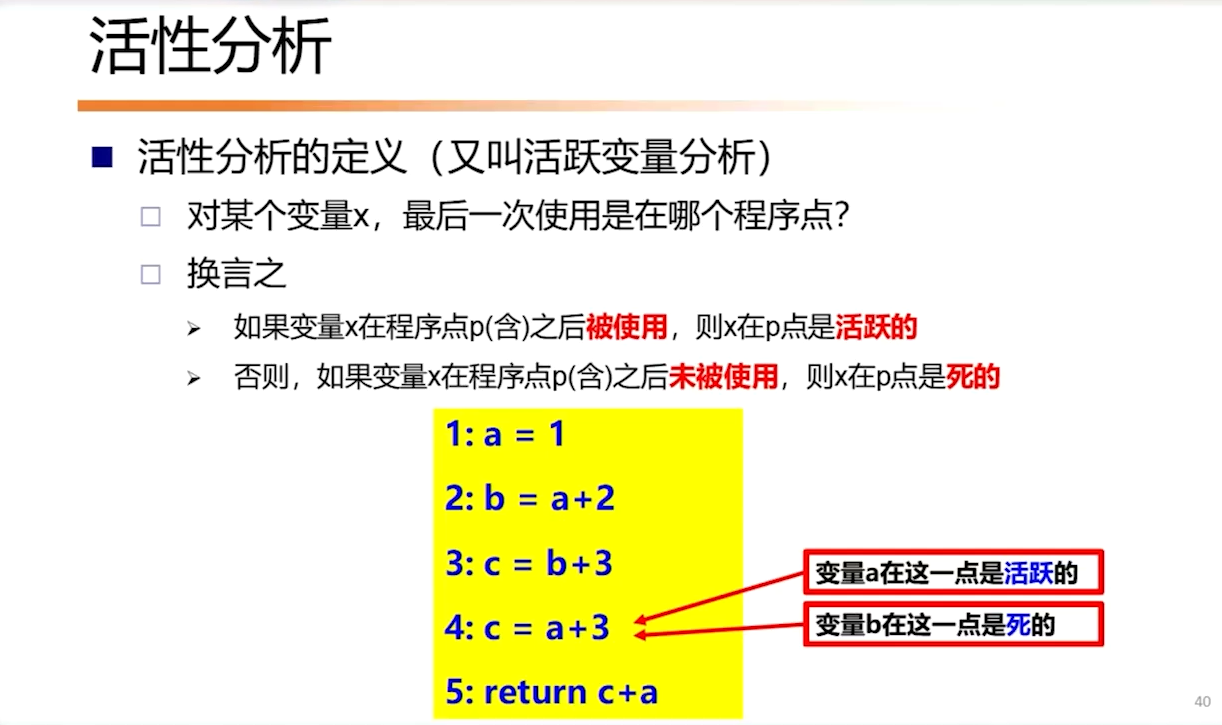 活性分析
活性分析的定义（又叫活跃变量分析）
对某个变量x，最后一次使用是在哪个程序点？
换言之
如果变量x在程序点p(含)之后被使用，则x在p点是活跃的
否则，如果变量x在程序点p(含)之后未被使用，则x在p点是死的
1: a = 1
2: b = a+2
3: c = b+3
4: c = a+3
5: return c+a
变量a在这一点是活跃的
变量b在这一点是死的
40